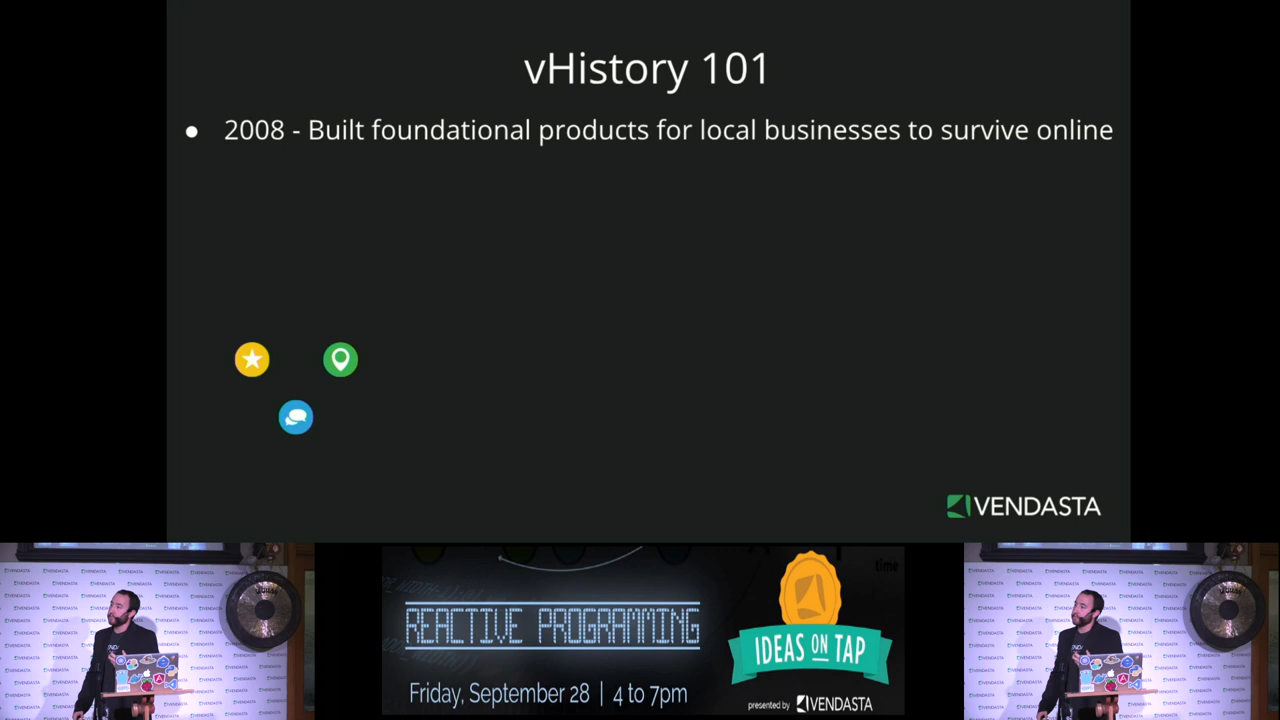 vHistory 101
● 2008 - Built foundational products for local businesses to survive online
VENDASTA
time
REACTIVE PROGRAMMING
IDEAS ON TAP
Friday, September 28 | 4 to 7pm
presented by VENDASTA